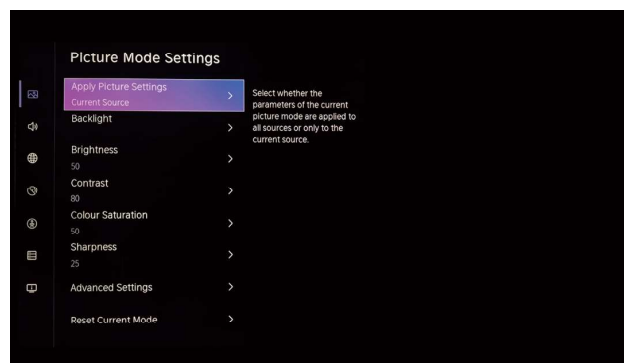 Picture Mode Settings
Apply Picture Settings
Current Source
Select whether the
parameters of the current
picture mode are applied to
all sources or only to the
current source.
Backlight
Brightness
50
Contrast
80
Colour Saturation
50
Sharpness
25
Advanced Settings
Reset Current Mode